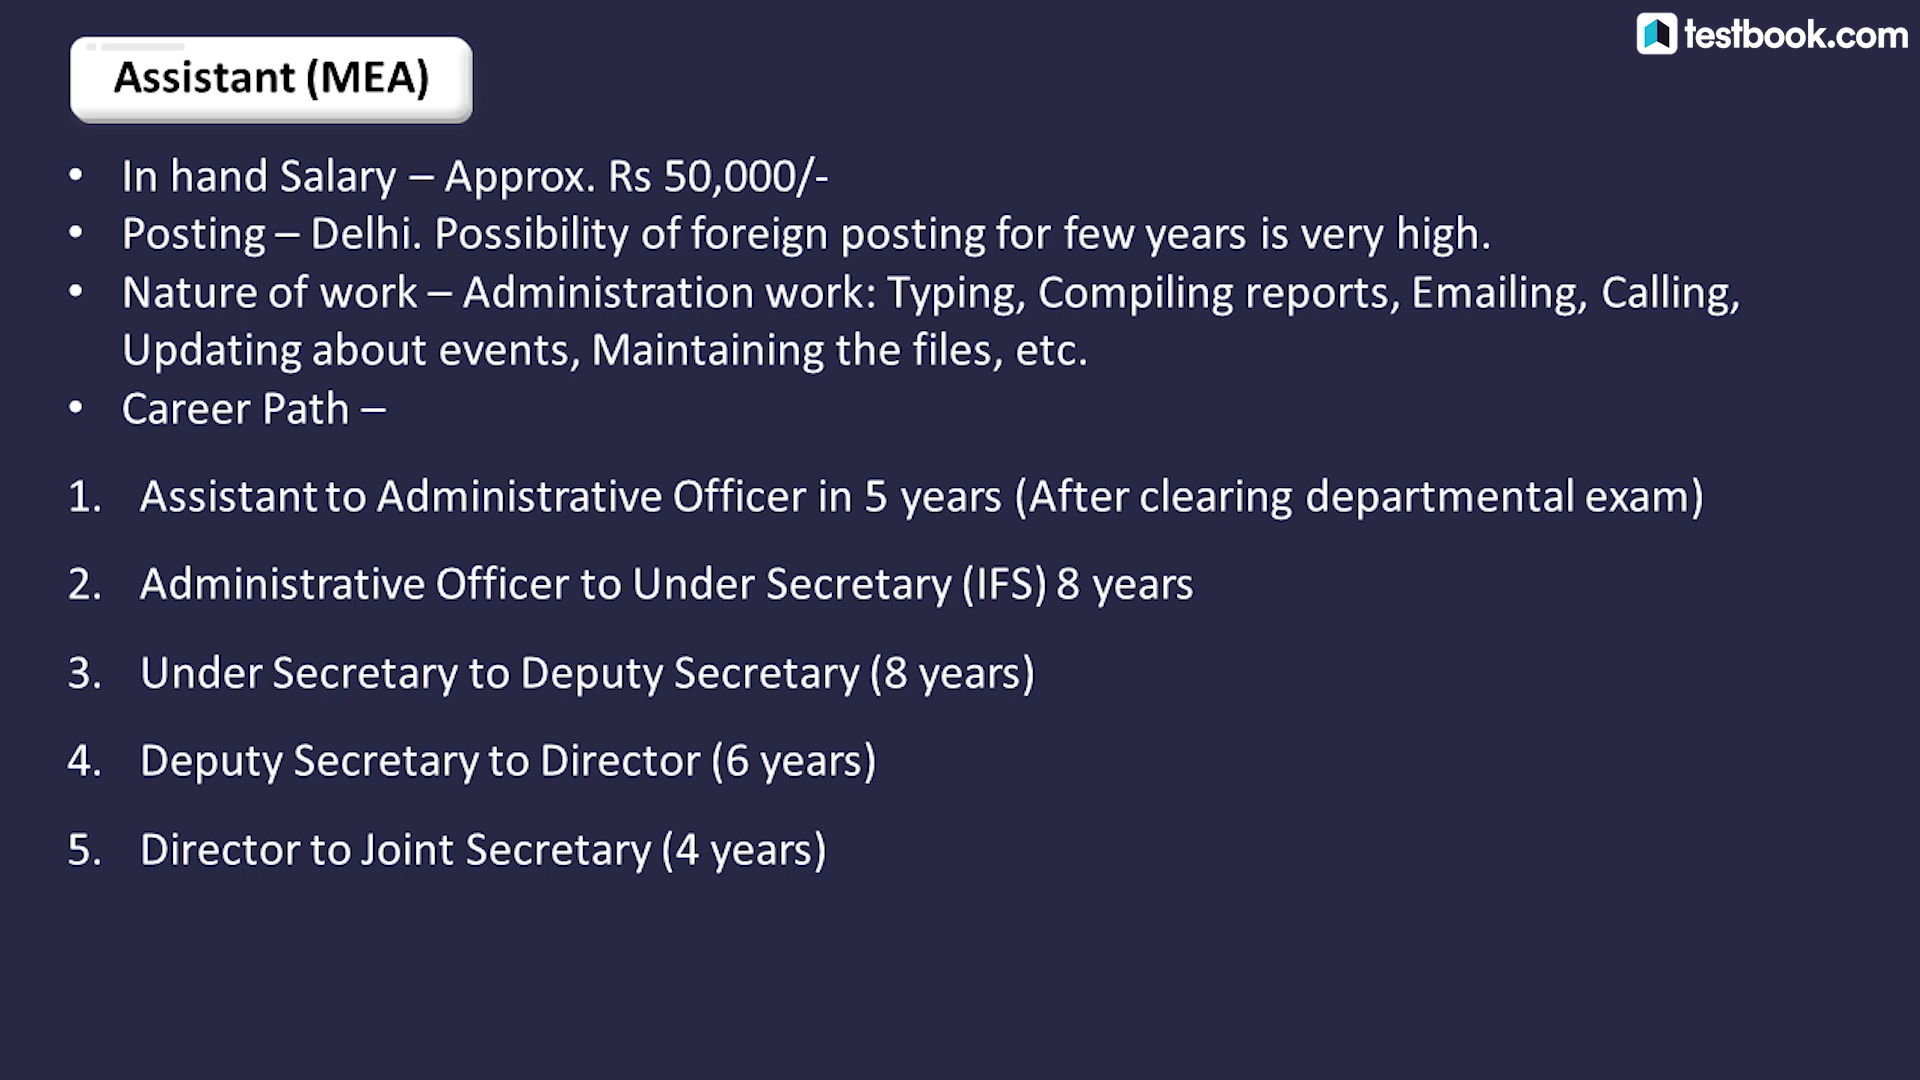 testbook.com
Assistant (MEA)
• In hand Salary – Approx. Rs 50,000/-
• Posting – Delhi. Possibility of foreign posting for few years is very high.
• Nature of work – Administration work: Typing, Compiling reports, Emailing, Calling,
Updating about events, Maintaining the files, etc.
• Career Path –
1. Assistant to Administrative Officer in 5 years (After clearing departmental exam)
2. Administrative Officer to Under Secretary (IFS) 8 years
3. Under Secretary to Deputy Secretary (8 years)
4. Deputy Secretary to Director (6 years)
5. Director to Joint Secretary (4 years)